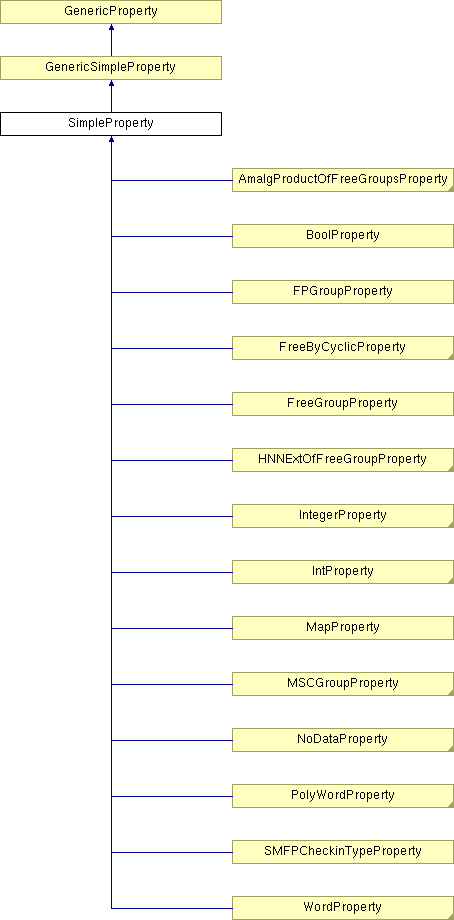 GenericProperty
GenericSimpleProperty
SimpleProperty
AmalgProductOfFreeGroupsProperty
BoolProperty
FPGroupProperty
FreeByCyclicProperty
FreeGroupProperty
HNNExtOfFreeGroupProperty
IntegerProperty
IntProperty
MapProperty
MSCGroupProperty
NoDataProperty
PolyWordProperty
SMFPCheckinTypeProperty
WordProperty